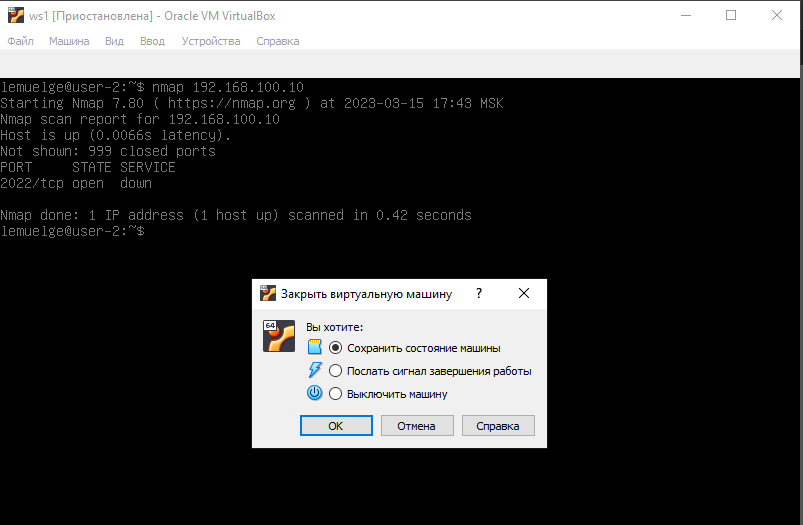 ws1 [Приостановлена] - Oracle VM VirtualBox
Файл Машина Вид Ввод Устройства Справка
lemuelge@user-2:~$ nmap 192.168.100.10
Starting Nmap 7.80 ( https://nmap.org ) at 2023-03-15 17:43 MSK
Nmap scan report for 192.168.100.10
Host is up (0.0066s latency).
Not shown: 999 closed ports
PORT     STATE SERVICE
2022/tcp open  down
Nmap done: 1 IP address (1 host up) scanned in 0.42 seconds
lemuelge@user-2:~$
Закрыть виртуальную машину ?
64
Вы хотите:
Сохранить состояние машины
Послать сигнал завершения работы
Выключить машину
OK Отмена Справка